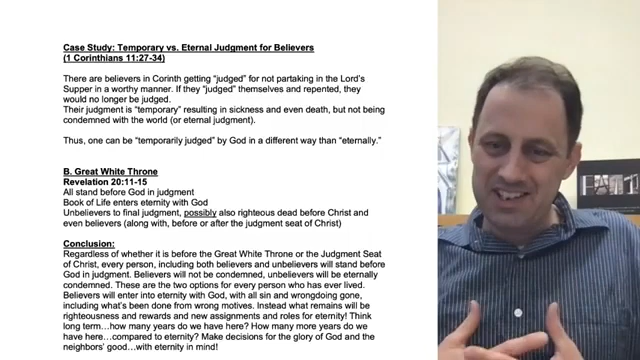 Case Study: Temporary vs. Eternal Judgment for Believers
(1 Corinthians 11:27-34)
There are believers in Corinth getting “judged” for not partaking in the Lord’s
Supper in a worthy manner. If they “judged” themselves and repented, they
would no longer be judged.
Their judgment is “temporary” resulting in sickness and even death, but not being
condemned with the world (or eternal judgment).
Thus, one can be “temporarily judged” by God in a different way than “eternally.”
B. Great White Throne
Revelation 20:11-15
All stand before God in judgment
Book of Life enters eternity with God
Unbelievers to final judgment, possibly also righteous dead before Christ and
even believers (along with, before or after the judgment seat of Christ)
Conclusion:
Regardless of whether it is before the Great White Throne or the Judgment Seat
of Christ, every person, including both believers and unbelievers will stand before
God in judgment. Believers will not be condemned, unbelievers will be eternally
condemned. These are the two options for every person who has ever lived.
Believers will enter into eternity with God, with all sin and wrongdoing gone,
including what’s been done from wrong motives. Instead what remains will be
righteousness and rewards and new assignments and roles for eternity! Think
long term…how many years do we have here? How many more years do we
have here…compared to eternity? Make decisions for the glory of God and the
neighbors’ good…with eternity in mind!